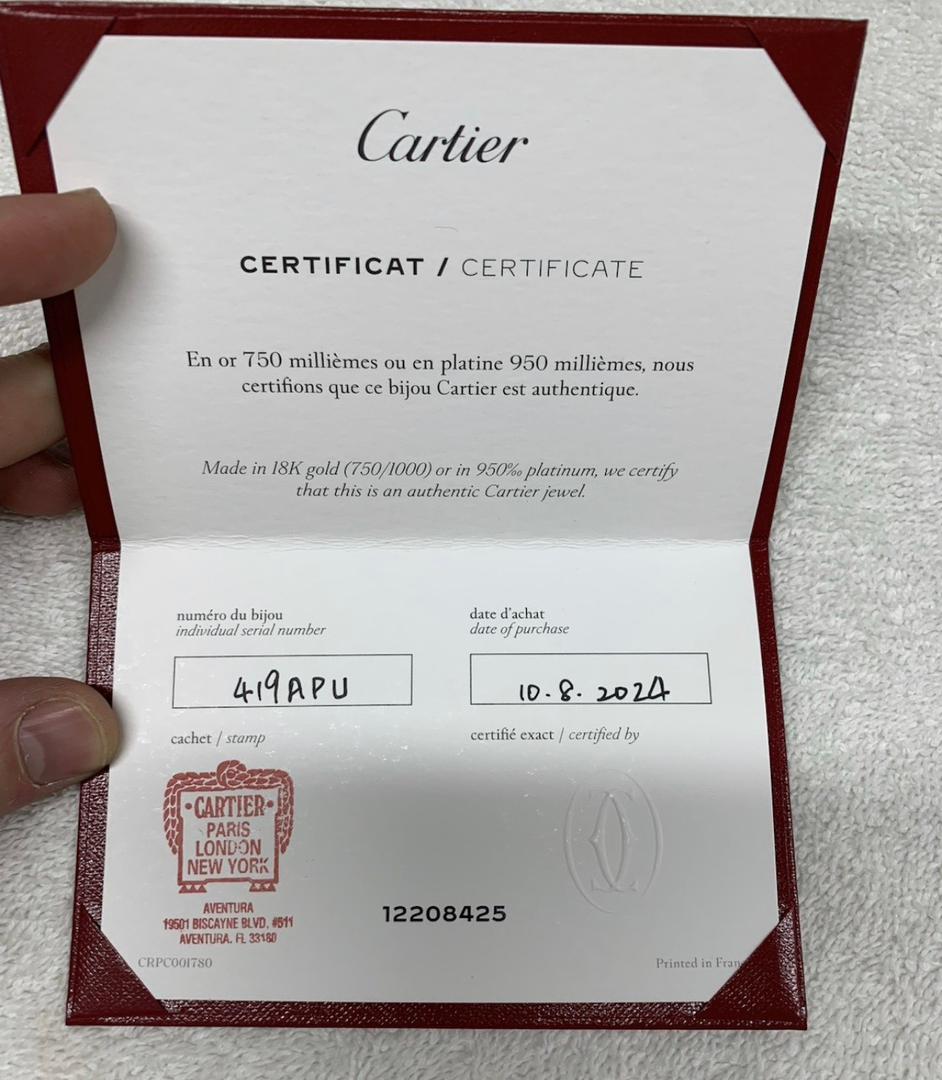 Cartier
CERTIFICAT / CERTIFICATE
En or 750 millièmes ou en platine 950 millièmes, nous
certifions que ce bijou Cartier est authentique.
Made in 18K gold (750/1000) or in 950‰ platinum, we certify
that this is an authentic Cartier jewel.
numéro du bijou
individual serial number
date d'achat
date of purchase
419APU
10.8.2024
cachet / stamp
certifié exact / certified by
·CARTIER·
PARIS
LONDON
NEW YORK
AVENTURA
19501 BISCAYNE BLVD, #511
AVENTURA. FL 33180
12208425
CRPC001780
Printed in Fran